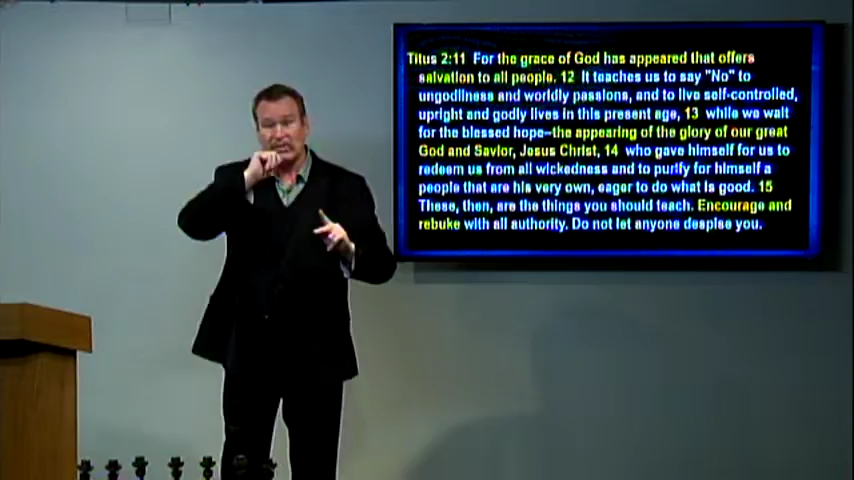 Titus 2:11 For the grace of God has appeared that offers
salvation to all people. 12 It teaches us to say "No" to
ungodliness and worldly passions, and to live self-controlled,
upright and godly lives in this present age, 13 while we wait
for the blessed hope–the appearing of the glory of our great
God and Savior, Jesus Christ, 14 who gave himself for us to
redeem us from all wickedness and to purify for himself a
people that are his very own, eager to do what is good. 15
These, then, are the things you should teach. Encourage and
rebuke with all authority. Do not let anyone despise you.